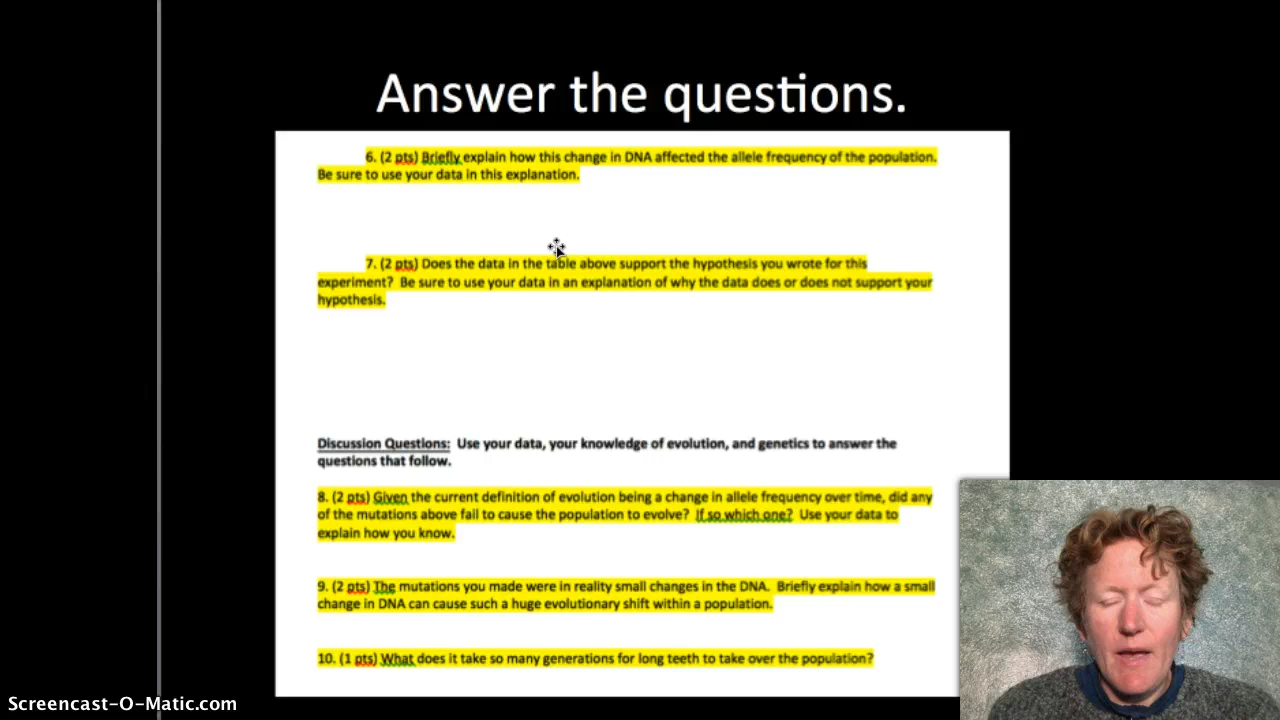 Answer the questions.
6. (2 pts) Briefly explain how this change in DNA affected the allele frequency of the population.
Be sure to use your data in this explanation.
7. (2 pts) Does the data in the table above support the hypothesis you wrote for this
experiment? Be sure to use your data in an explanation of why the data does or does not support your
hypothesis.
Discussion Questions: Use your data, your knowledge of evolution, and genetics to answer the
questions that follow.
8. (2 pts) Given the current definition of evolution being a change in allele frequency over time, did any
of the mutations above fail to cause the population to evolve? If so which one? Use your data to
explain how you know.
9. (2 pts) The mutations you made were in reality small changes in the DNA. Briefly explain how a small
change in DNA can cause such a huge evolutionary shift within a population.
10. (1 pts) What does it take so many generations for long teeth to take over the population?
Screencast-O-Matic.com